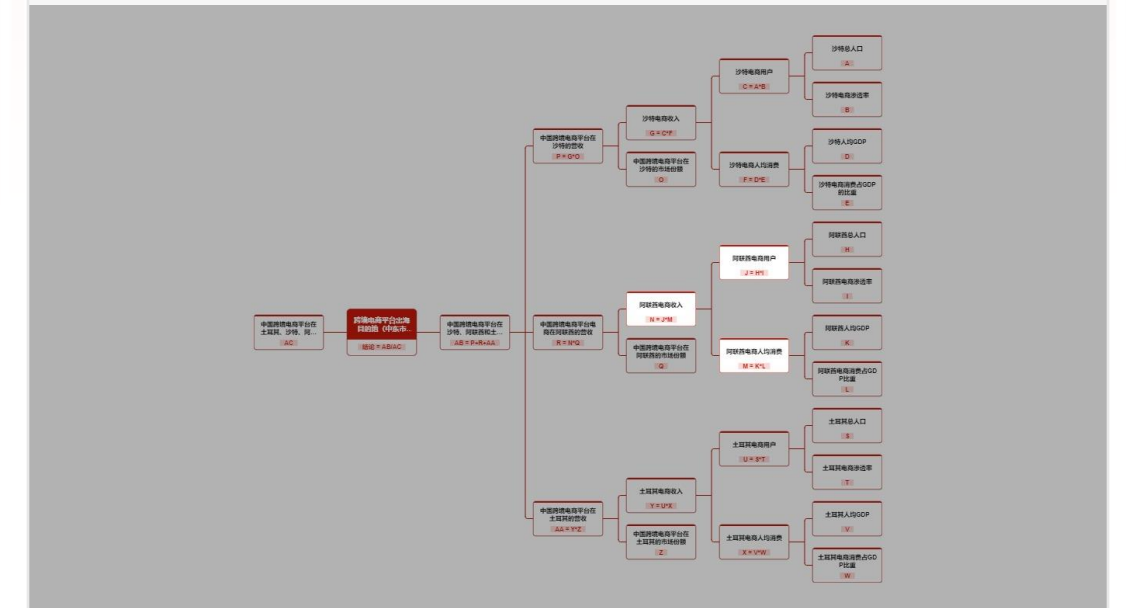 中国跨境电商平台在
土耳其、沙特、阿...
AC
跨境电商平台出海
目的地（中东市...
结论 = AB/AC
中国跨境电商平台在
沙特、阿联酋和土...
AB = P+R+AA
中国跨境电商平台在
沙特的营收
P = G*O
沙特电商收入
G = C*F
中国跨境电商平台在
沙特的市场份额
O
沙特电商用户
C = A*B
沙特总人口
A
沙特电商渗透率
B
沙特电商人均消费
F = D*E
沙特人均GDP
D
沙特电商消费占GDP
的比重
E
中国跨境电商平台电
商在阿联酋的营收
R = N*Q
阿联酋电商收入
N = J*M
中国跨境电商平台在
阿联酋的市场份额
Q
阿联酋电商用户
J = H*I
阿联酋总人口
H
阿联酋电商渗透率
I
阿联酋电商人均消费
M = K*L
阿联酋人均GDP
K
阿联酋电商消费占GD
P比重
L
中国跨境电商平台在
土耳其的营收
AA = Y*Z
土耳其电商收入
Y = U*X
中国跨境电商平台在
土耳其的市场份额
Z
土耳其电商用户
U = S*T
土耳其总人口
S
土耳其电商渗透率
T
土耳其电商人均消费
X = V*W
土耳其人均GDP
V
土耳其电商消费占GD
P比重
W